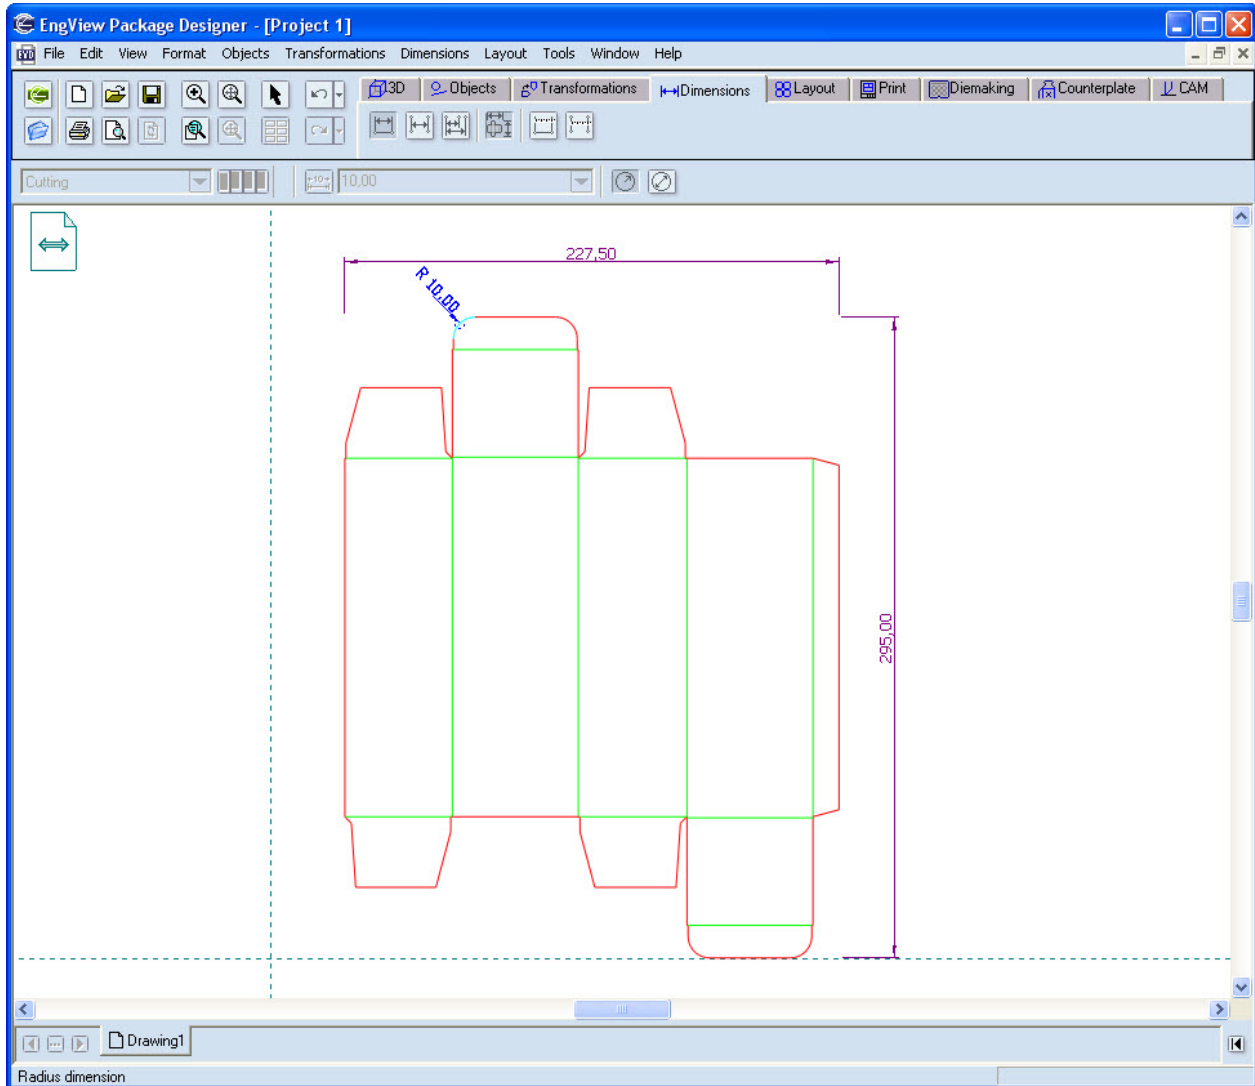 EngView Package Designer - [Project 1]
File Edit View Format Objects Transformations Dimensions Layout Tools Window Help
3D Objects Transformations Dimensions Layout Print Diemaking Counterplate CAM
Cutting 10,00
227,50
R 10,00
295,00
Drawing1
Radius dimension